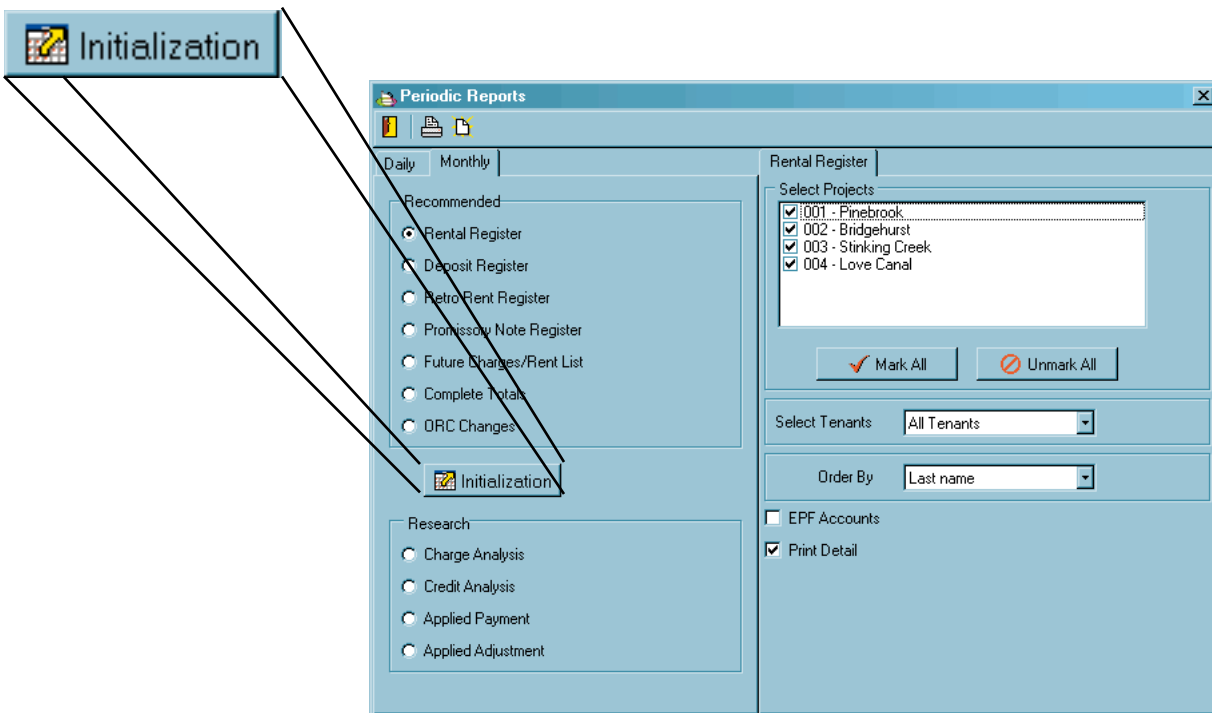 Initialization
Periodic Reports
Daily
Monthly
Recommended
Rental Register
Deposit Register
Retro Rent Register
Promissory Note Register
Future Charges/Rent List
Complete Totals
ORC Changes
Initialization
Research
Charge Analysis
Credit Analysis
Applied Payment
Applied Adjustment
Rental Register
Select Projects
001 - Pinebrook
002 - Bridgehurst
003 - Stinking Creek
004 - Love Canal
Mark All
Unmark All
Select Tenants
All Tenants
Order By
Last name
EPF Accounts
Print Detail